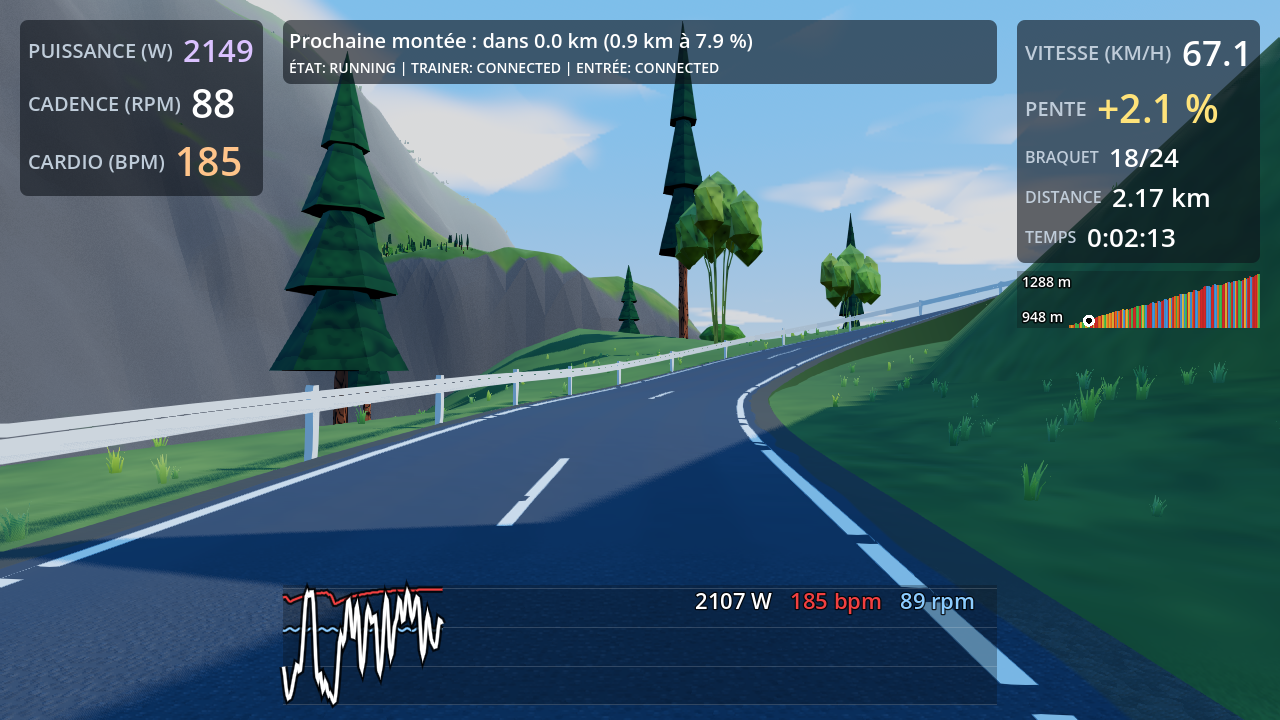 PUISSANCE (W) 2149
CADENCE (RPM) 88
CARDIO (BPM) 185
Prochaine montée : dans 0.0 km (0.9 km à 7.9 %)
ÉTAT: RUNNING | TRAINER: CONNECTED | ENTRÉE: CONNECTED
VITESSE (KM/H) 67.1
PENTE +2.1 %
BRAQUET 18/24
DISTANCE 2.17 km
TEMPS 0:02:13
1288 m
948 m
2107 W 185 bpm 89 rpm